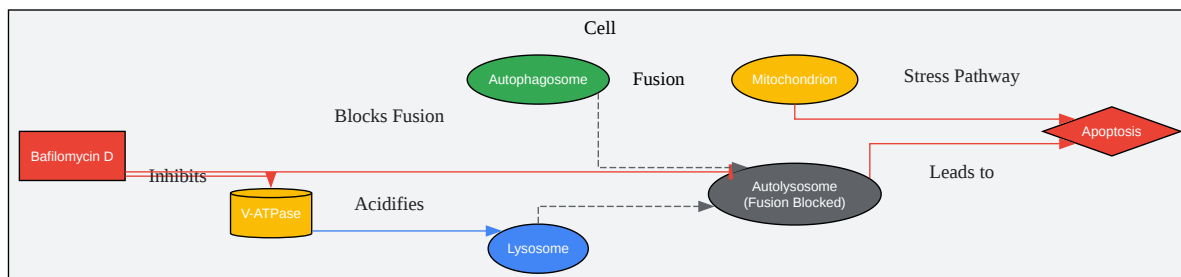 Cell
Autophagosome
Fusion
Mitochondrion
Stress Pathway
Blocks Fusion
Apoptosis
Bafilomycin D
Inhibits
Leads to
Autolysosome
(Fusion Blocked)
V-ATPase
Acidifies
Lysosome